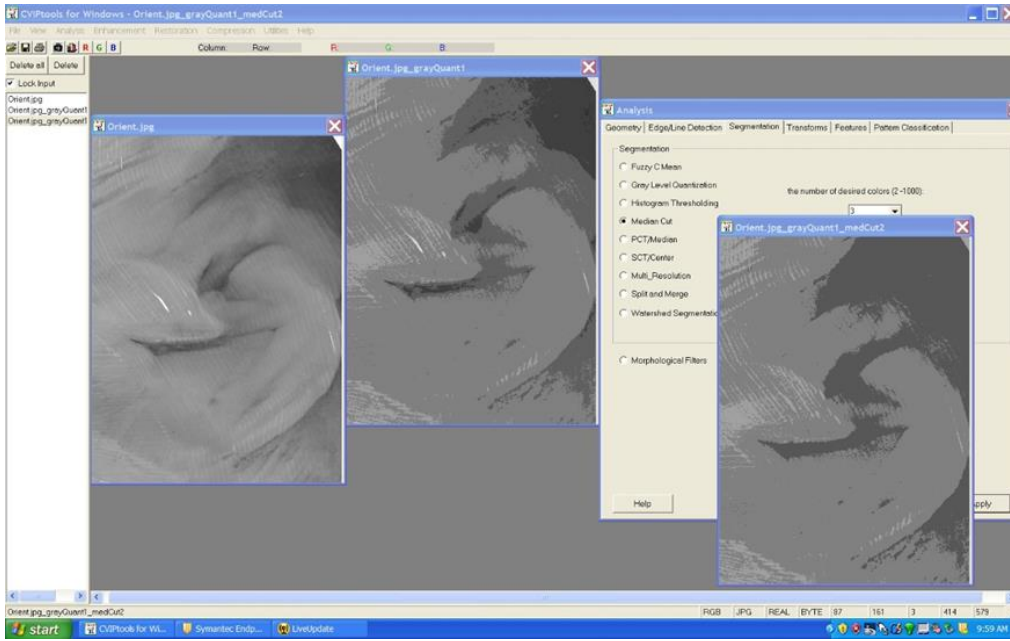 CVIPtools for Windows - Orient.jpg_grayQuant1_medCut2
File View Analysis Enhancement Restoration Compression Utilities Help
R G B Column: Row: R: G: B:
Delete all Delete
Lock Input
Orient.jpg
Orient.jpg_grayQuant1
Orient.jpg_grayQuant1
Orient.jpg
Orient.jpg_grayQuant1
Analysis
Geometry Edge/Line Detection Segmentation Transforms Features Pattern Classification
Segmentation
Fuzzy C Mean
Gray Level Quantization
Histogram Thresholding
Median Cut
PCT/Median
SCT/Center
Multi_Resolution
Split and Merge
Watershed Segmentatio
Morphological Filters
the number of desired colors (2 -1000):
3
Orient.jpg_grayQuant1_medCut2
Help
pply
Orient.jpg_grayQuant1_medCut2
RGB JPG REAL BYTE 87 161 3 414 579
start CVIPtools for Wi... Symantec Endp... LiveUpdate 9:59 AM